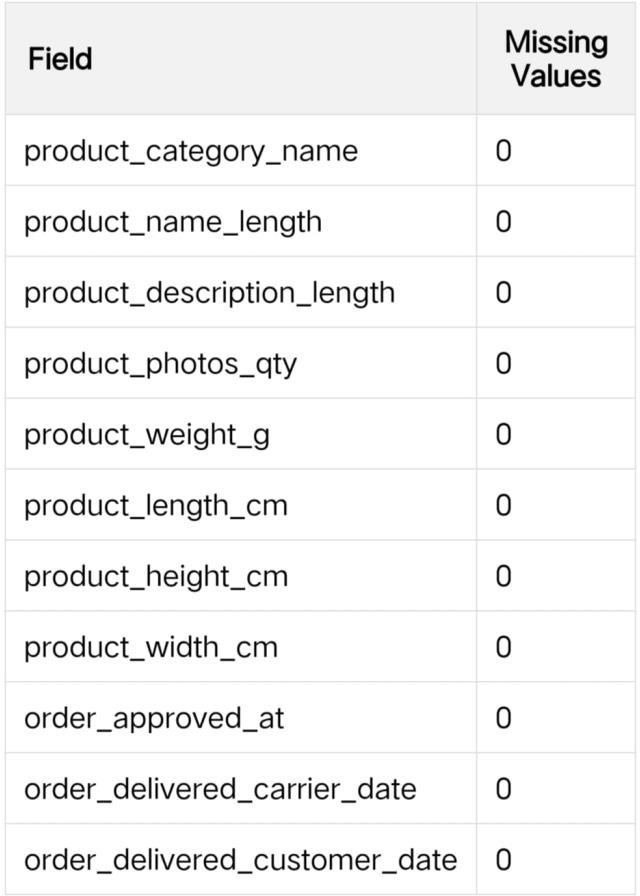 Field Missing Values
product_category_name 0
product_name_length 0
product_description_length 0
product_photos_qty 0
product_weight_g 0
product_length_cm 0
product_height_cm 0
product_width_cm 0
order_approved_at 0
order_delivered_carrier_date 0
order_delivered_customer_date 0